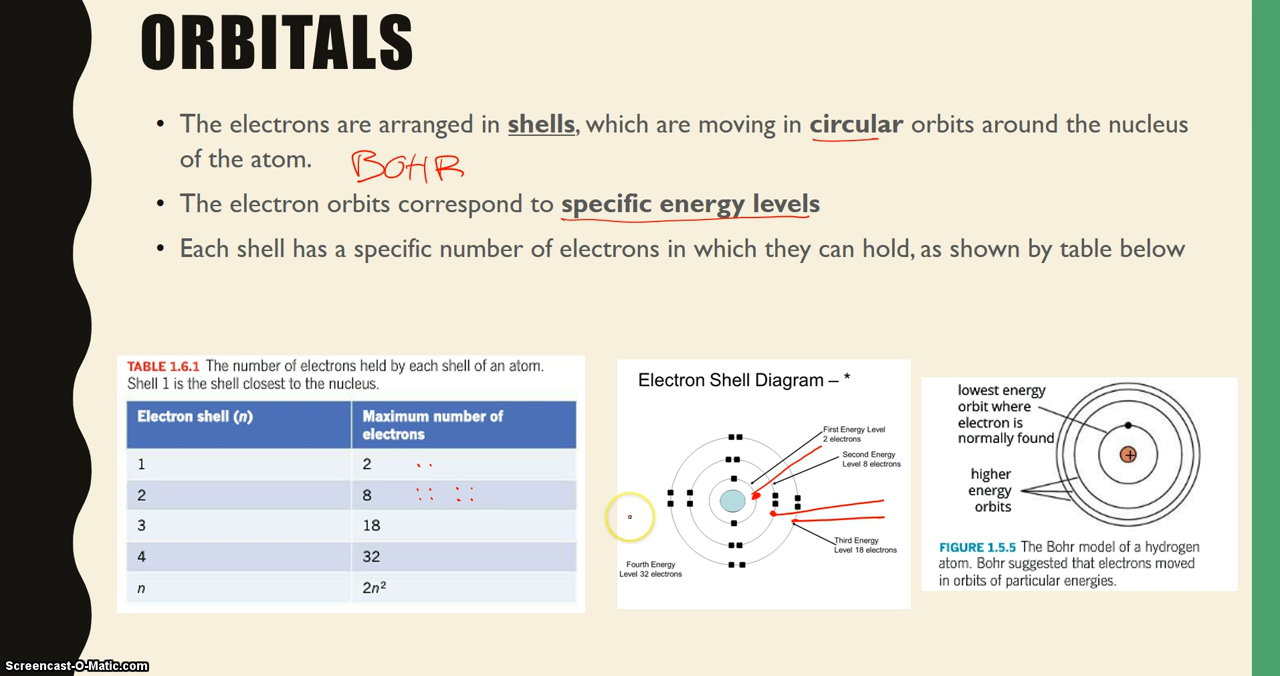 ORBITALS
• The electrons are arranged in shells, which are moving in circular orbits around the nucleus
of the atom. BOHR
• The electron orbits correspond to specific energy levels
• Each shell has a specific number of electrons in which they can hold, as shown by table below
TABLE 1.6.1 The number of electrons held by each shell of an atom.
Shell 1 is the shell closest to the nucleus.
Electron shell (n) Maximum number of
electrons
1 2
2 8
3 18
4 32
n 2n²
Electron Shell Diagram – *
First Energy Level
2 electrons
Second Energy
Level 8 electrons
Third Energy
Level 18 electrons
Fourth Energy
Level 32 electrons
lowest energy
orbit where
electron is
normally found
+
higher
energy
orbits
FIGURE 1.5.5 The Bohr model of a hydrogen
atom. Bohr suggested that electrons moved
in orbits of particular energies.
Screencast-O-Matic.com